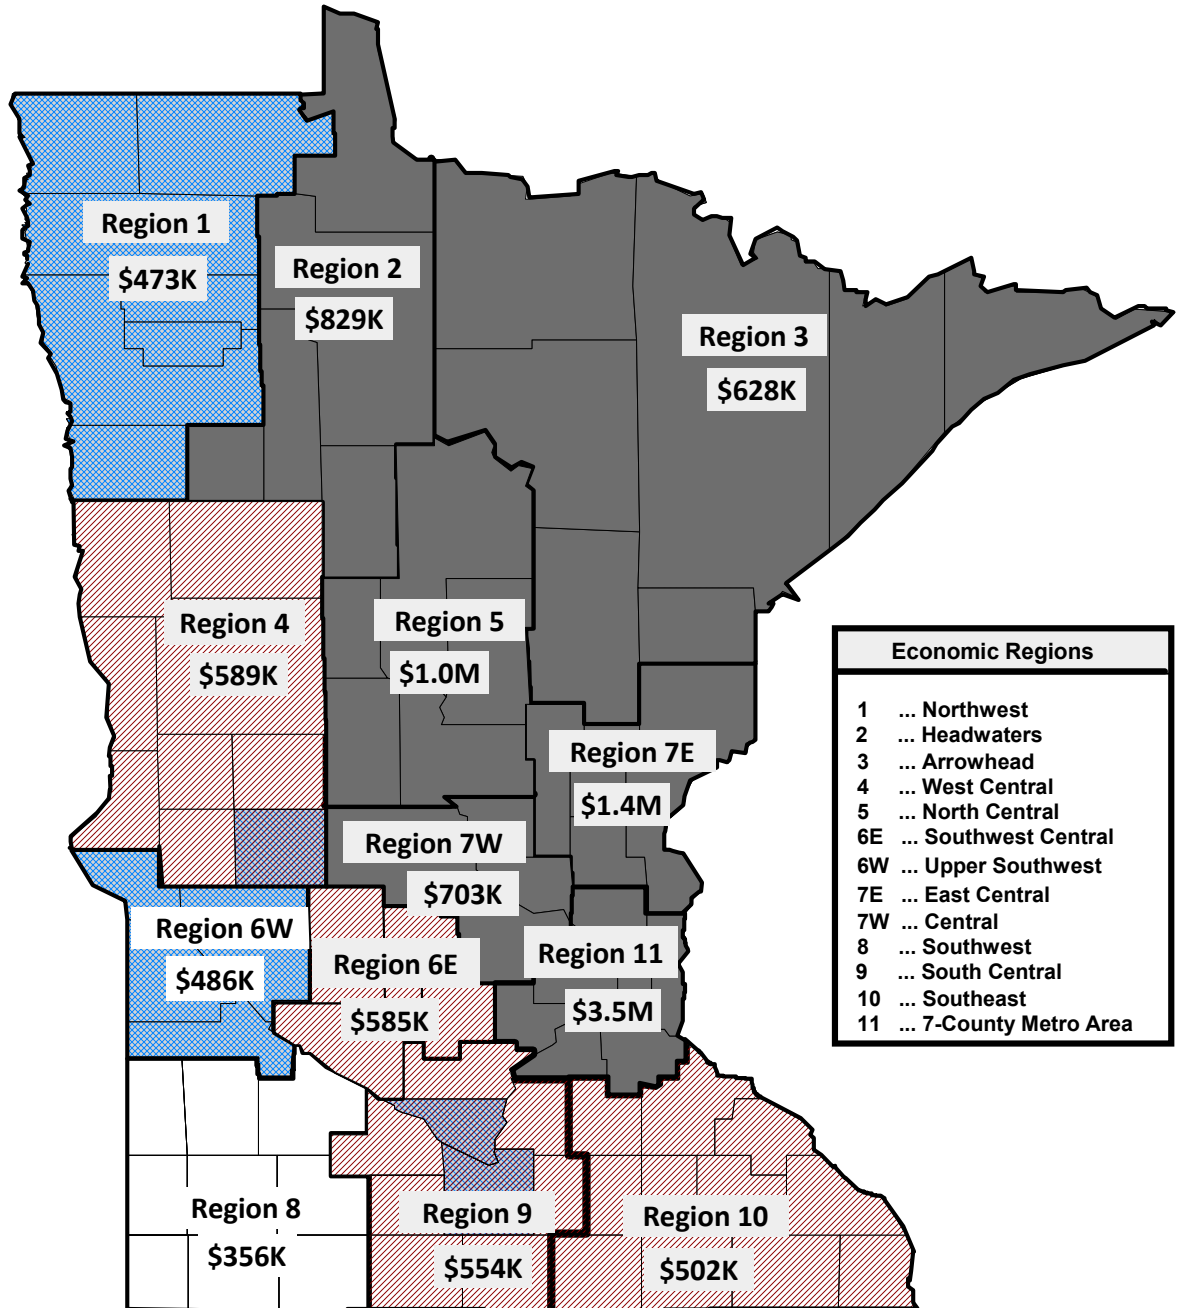 Region 1
$473K
Region 2
$829K
Region 3
$628K
Region 4
$589K
Region 5
$1.0M
Region 7E
$1.4M
Region 7W
$703K
Region 6W
$486K
Region 6E
$585K
Region 11
$3.5M
Region 8
$356K
Region 9
$554K
Region 10
$502K
Economic Regions
1 ... Northwest
2 ... Headwaters
3 ... Arrowhead
4 ... West Central
5 ... North Central
6E ... Southwest Central
6W ... Upper Southwest
7E ... East Central
7W ... Central
8 ... Southwest
9 ... South Central
10 ... Southeast
11 ... 7-County Metro Area